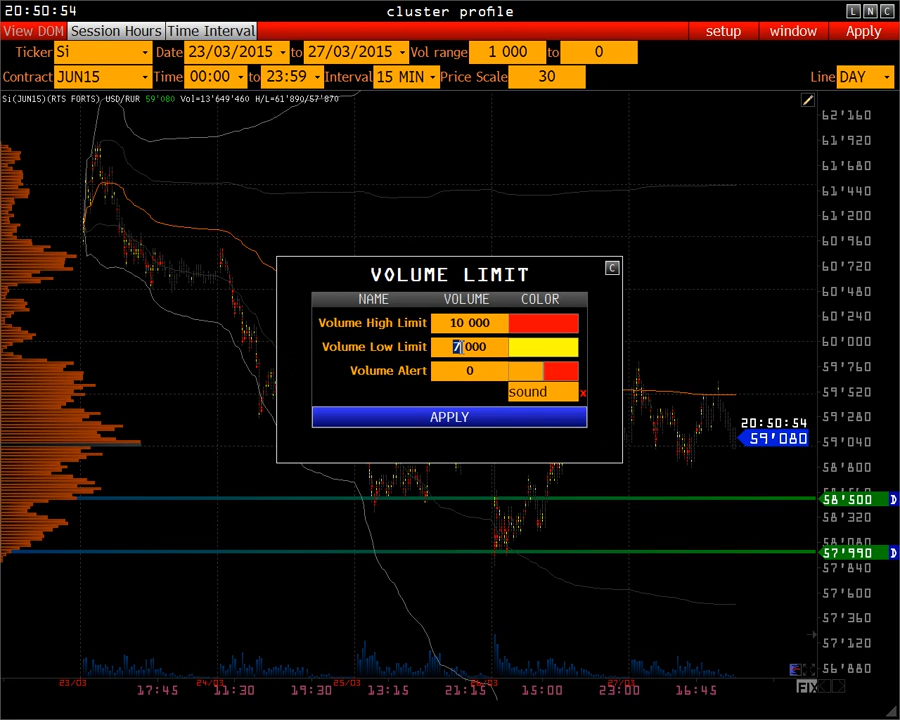 20:50:54 cluster profile L N C
View DOM Session Hours Time Interval setup window Apply
Ticker Si Date 23/03/2015 to 27/03/2015 Vol range 1 000 to 0
Contract JUN15 Time 00:00 to 23:59 Interval 15 MIN Price Scale 30 Line DAY
Si(JUN15)(RTS FORTS) USD/RUR 59'080 Vol=13'649'460 H/L=61'890/57'870
62'160
61'920
61'680
61'440
61'200
60'960
60'720
60'480
60'240
60'000
59'760
59'520
59'280
20:50:54
59'080
59'040
58'800
58'500 D
58'320
58'080
57'990 D
57'840
57'600
57'360
57'120
56'880
VOLUME LIMIT C
NAME VOLUME COLOR
Volume High Limit 10 000
Volume Low Limit 7 000
Volume Alert 0
sound x
APPLY
23/03 24/03 25/03 26/03 27/03
17:45 11:30 19:30 13:15 21:15 15:00 23:00 16:45
FIX